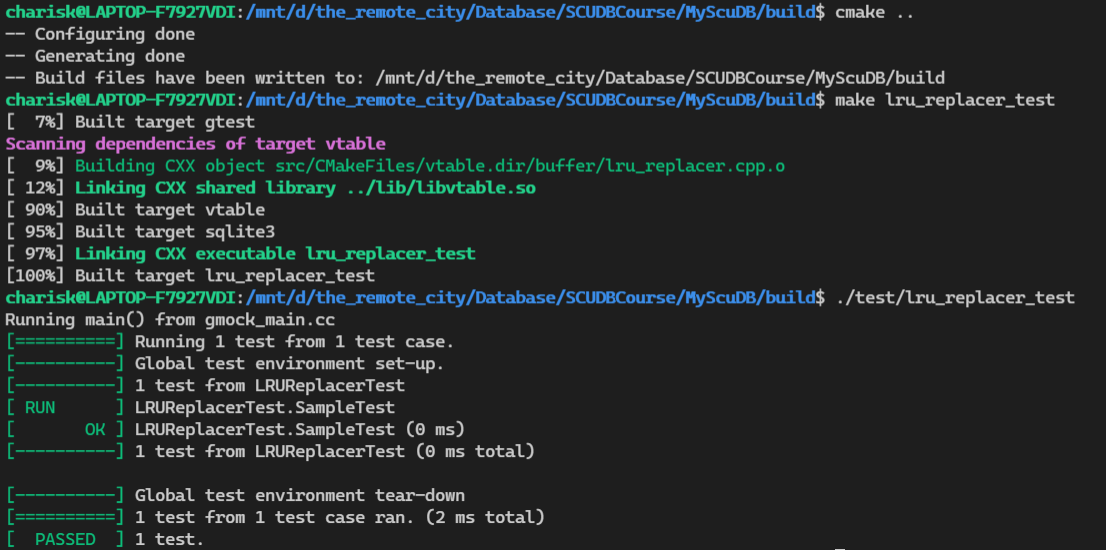 charisk@LAPTOP-F7927VDI:/mnt/d/the_remote_city/Database/SCUDBCourse/MyScuDB/build$ cmake ..
-- Configuring done
-- Generating done
-- Build files have been written to: /mnt/d/the_remote_city/Database/SCUDBCourse/MyScuDB/build
charisk@LAPTOP-F7927VDI:/mnt/d/the_remote_city/Database/SCUDBCourse/MyScuDB/build$ make lru_replacer_test
[  7%] Built target gtest
Scanning dependencies of target vtable
[  9%] Building CXX object src/CMakeFiles/vtable.dir/buffer/lru_replacer.cpp.o
[ 12%] Linking CXX shared library ../lib/libvtable.so
[ 90%] Built target vtable
[ 95%] Built target sqlite3
[ 97%] Linking CXX executable lru_replacer_test
[100%] Built target lru_replacer_test
charisk@LAPTOP-F7927VDI:/mnt/d/the_remote_city/Database/SCUDBCourse/MyScuDB/build$ ./test/lru_replacer_test
Running main() from gmock_main.cc
[==========] Running 1 test from 1 test case.
[----------] Global test environment set-up.
[----------] 1 test from LRUReplacerTest
[ RUN      ] LRUReplacerTest.SampleTest
[       OK ] LRUReplacerTest.SampleTest (0 ms)
[----------] 1 test from LRUReplacerTest (0 ms total)

[----------] Global test environment tear-down
[==========] 1 test from 1 test case ran. (2 ms total)
[  PASSED  ] 1 test.